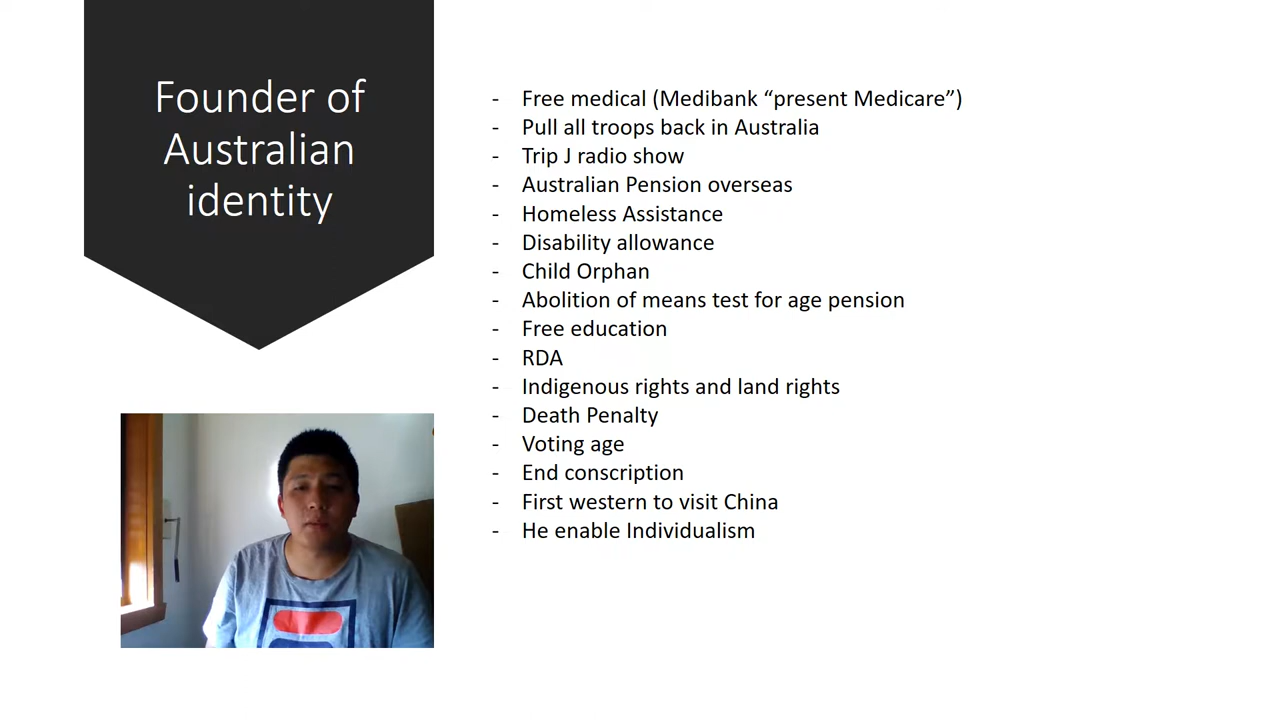 Founder of
Australian
identity
- Free medical (Medibank “present Medicare”)
- Pull all troops back in Australia
- Trip J radio show
- Australian Pension overseas
- Homeless Assistance
- Disability allowance
- Child Orphan
- Abolition of means test for age pension
- Free education
- RDA
- Indigenous rights and land rights
- Death Penalty
- Voting age
- End conscription
- First western to visit China
- He enable Individualism